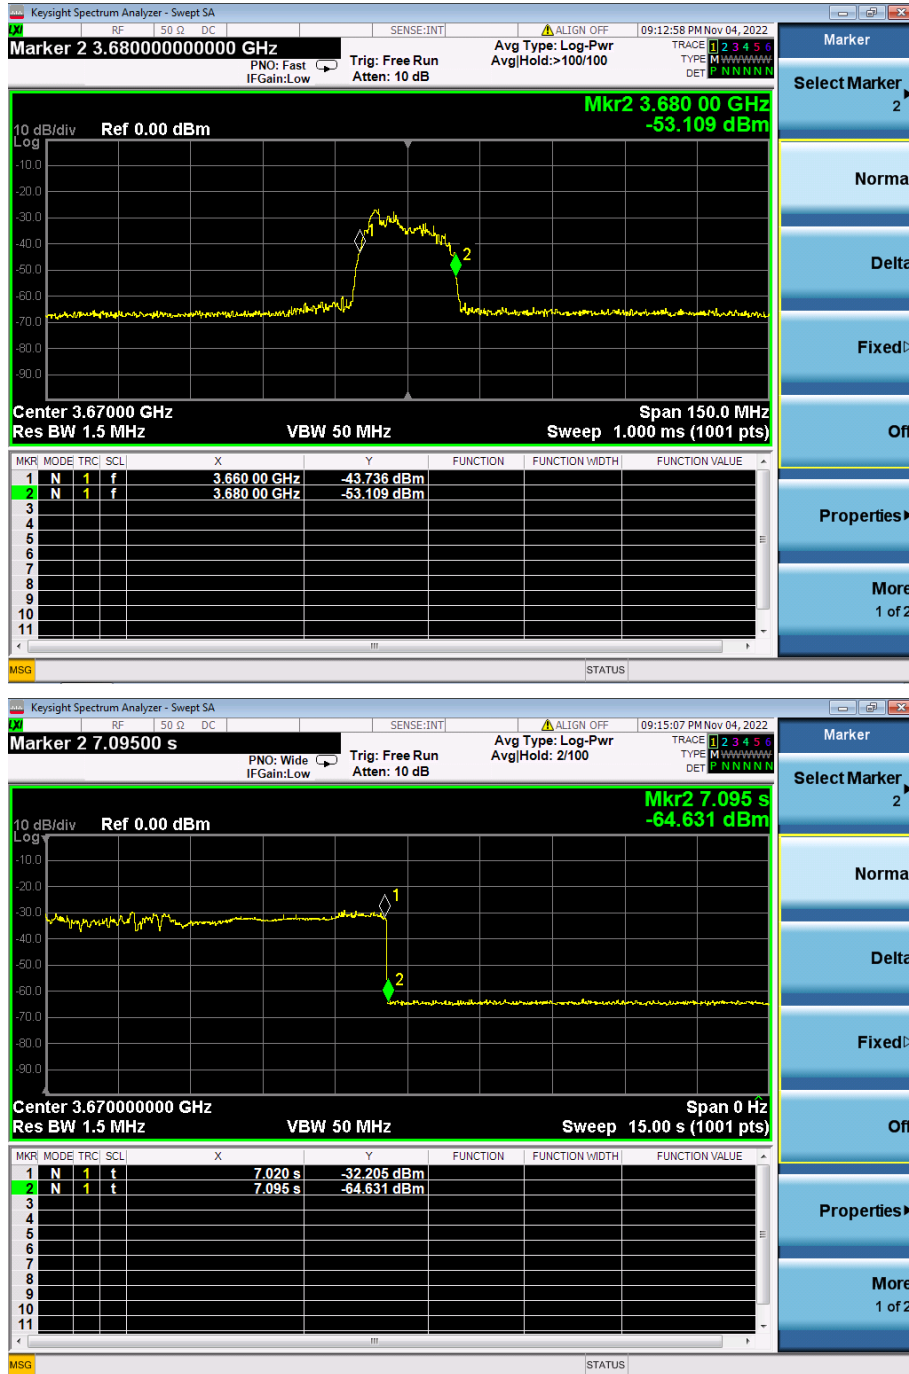 Keysight Spectrum Analyzer - Swept SA
LXI RF 50 Ω DC SENSE:INT ALIGN OFF 09:12:58 PM Nov 04, 2022
Marker 2 3.680000000000 GHz
PNO: Fast
IFGain:Low
Trig: Free Run
Atten: 10 dB
Avg Type: Log-Pwr
Avg|Hold:>100/100
TRACE 1 2 3 4 5 6
TYPE M WWWWW
DET P N N N N N
Mkr2 3.680 00 GHz
-53.109 dBm
10 dB/div Ref 0.00 dBm
Log
-10.0
-20.0
-30.0
-40.0
-50.0
-60.0
-70.0
-80.0
-90.0
1
2
Center 3.67000 GHz Span 150.0 MHz
Res BW 1.5 MHz VBW 50 MHz Sweep 1.000 ms (1001 pts)
MKR MODE TRC SCL X Y FUNCTION FUNCTION WIDTH FUNCTION VALUE
1 N 1 f 3.660 00 GHz -43.736 dBm
2 N 1 f 3.680 00 GHz -53.109 dBm
3
4
5
6
7
8
9
10
11
MSG STATUS
Marker
Select Marker
2
Norma
Delta
Fixed
Off
Properties
More
1 of 2
Keysight Spectrum Analyzer - Swept SA
LXI RF 50 Ω DC SENSE:INT ALIGN OFF 09:15:07 PM Nov 04, 2022
Marker 2 7.09500 s
PNO: Wide
IFGain:Low
Trig: Free Run
Atten: 10 dB
Avg Type: Log-Pwr
Avg|Hold: 2/100
TRACE 1 2 3 4 5 6
TYPE M WWWWW
DET P N N N N N
Mkr2 7.095 s
-64.631 dBm
10 dB/div Ref 0.00 dBm
Log
-10.0
-20.0
-30.0
-40.0
-50.0
-60.0
-70.0
-80.0
-90.0
1
2
Center 3.670000000 GHz Span 0 Hz
Res BW 1.5 MHz VBW 50 MHz Sweep 15.00 s (1001 pts)
MKR MODE TRC SCL X Y FUNCTION FUNCTION WIDTH FUNCTION VALUE
1 N 1 t 7.020 s -32.205 dBm
2 N 1 t 7.095 s -64.631 dBm
3
4
5
6
7
8
9
10
11
MSG STATUS
Marker
Select Marker
2
Norma
Delta
Fixed
Off
Properties
More
1 of 2